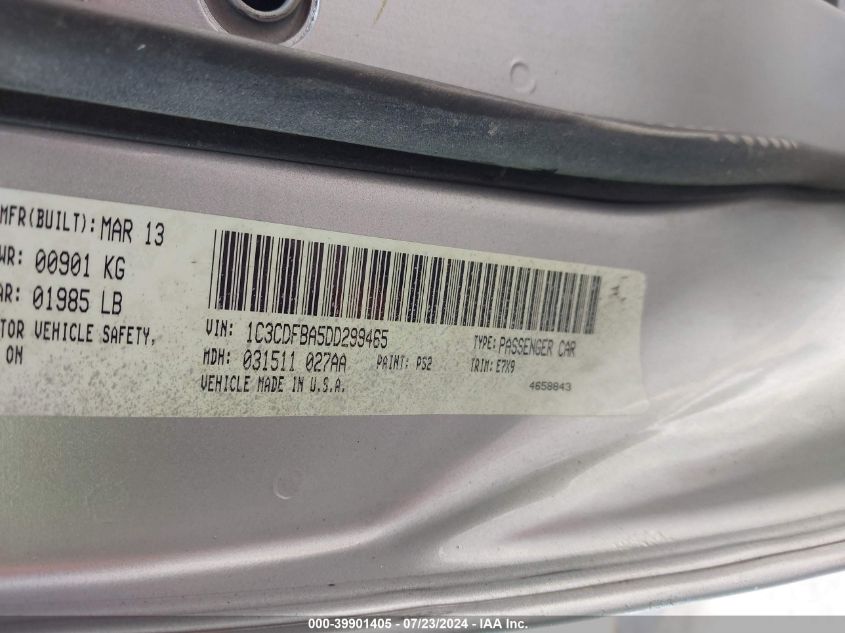 MFR(BUILT): MAR 13
WR: 00901 KG
AR: 01985 LB
TOR VEHICLE SAFETY,
ON
VIN: 1C3CDFBA5DD299465
TYPE: PASSENGER CAR
MDH: 031511 027AA
PAINT: PS2
TRIM: E7X9
VEHICLE MADE IN U.S.A.
4658843
000-39901405 - 07/23/2024 - IAA Inc.